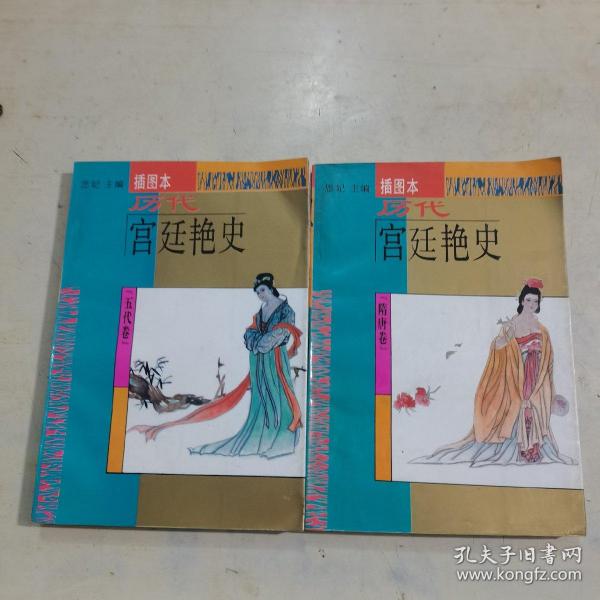 思妃 主编
插图本
历代
宫廷艳史
『五代卷』
思妃 主编
插图本
历代
宫廷艳史
『隋唐卷』
孔夫子旧书网
www.kongfz.com